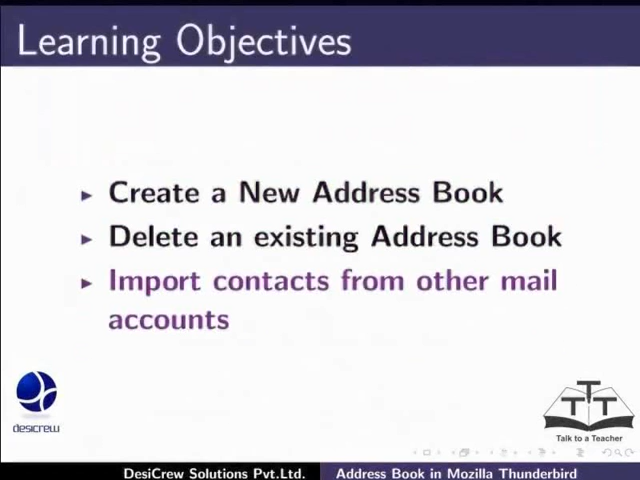 Learning Objectives
Create a New Address Book
Delete an existing Address Book
Import contacts from other mail
accounts
desicrew
T T T
Talk to a Teacher
DesiCrew Solutions Pvt.Ltd. Address Book in Mozilla Thunderbird